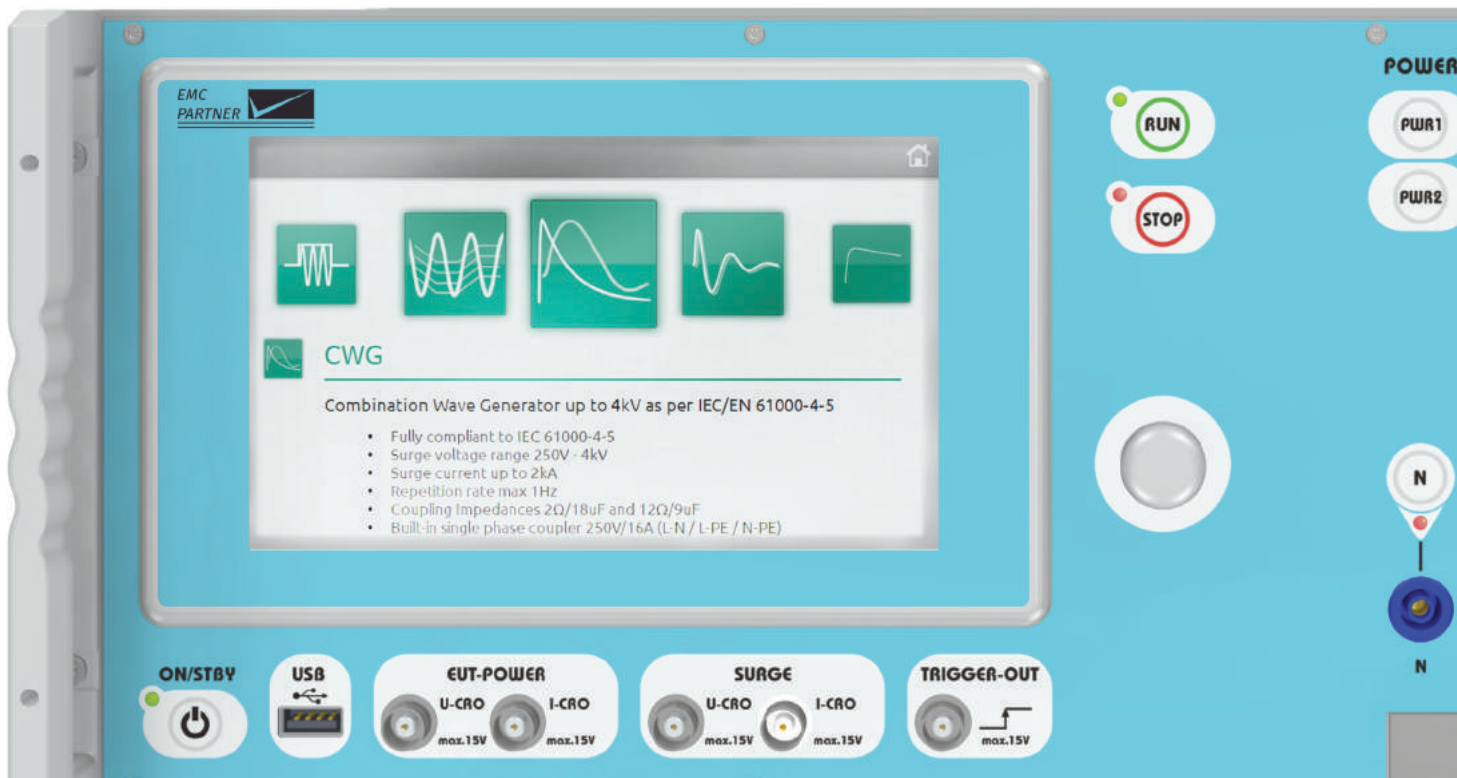 EMC
PARTNER
CWG
Combination Wave Generator up to 4kV as per IEC/EN 61000-4-5
• Fully compliant to IEC 61000-4-5
• Surge voltage range 250V - 4kV
• Surge current up to 2kA
• Repetition rate max 1Hz
• Coupling Impedances 2Ω/18uF and 12Ω/9uF
• Built-in single phase coupler 250V/16A (L-N / L-PE / N-PE)
RUN
STOP
POWER
PWR1
PWR2
N
N
ON/STBY
USB
EUT-POWER
U-CRO
max.15V
I-CRO
max.15V
SURGE
U-CRO
max.15V
I-CRO
max.15V
TRIGGER-OUT
max.15V